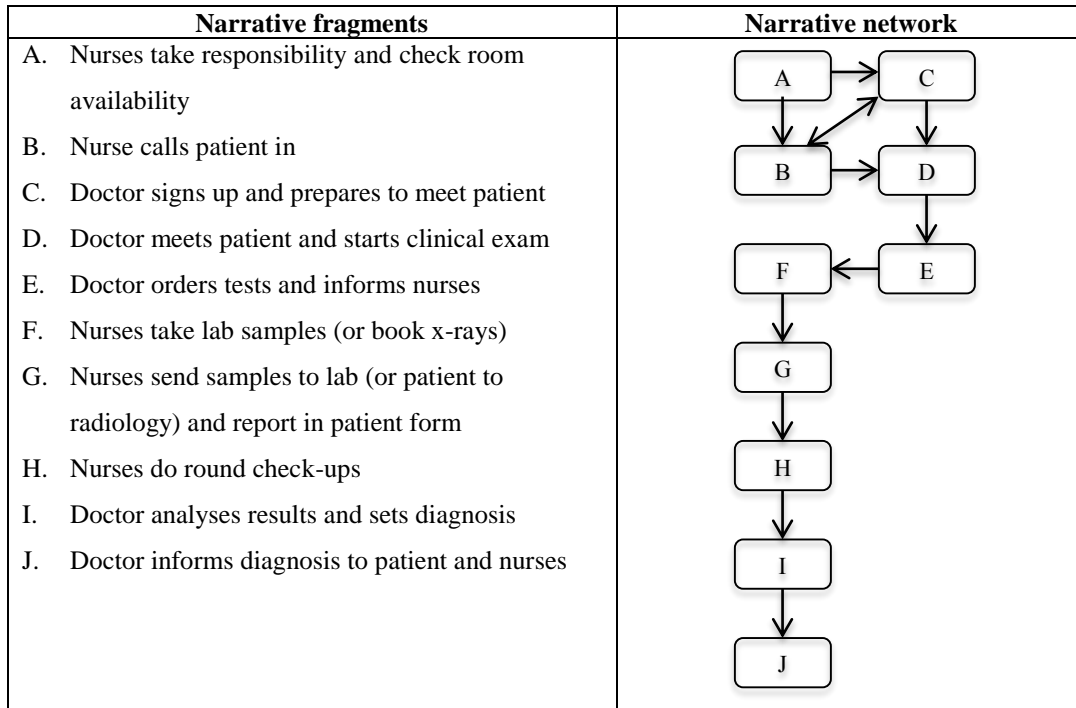 Narrative fragments
Narrative network
A. Nurses take responsibility and check room
availability
B. Nurse calls patient in
C. Doctor signs up and prepares to meet patient
D. Doctor meets patient and starts clinical exam
E. Doctor orders tests and informs nurses
F. Nurses take lab samples (or book x-rays)
G. Nurses send samples to lab (or patient to
radiology) and report in patient form
H. Nurses do round check-ups
I. Doctor analyses results and sets diagnosis
J. Doctor informs diagnosis to patient and nurses
A
C
B
D
F
E
G
H
I
J